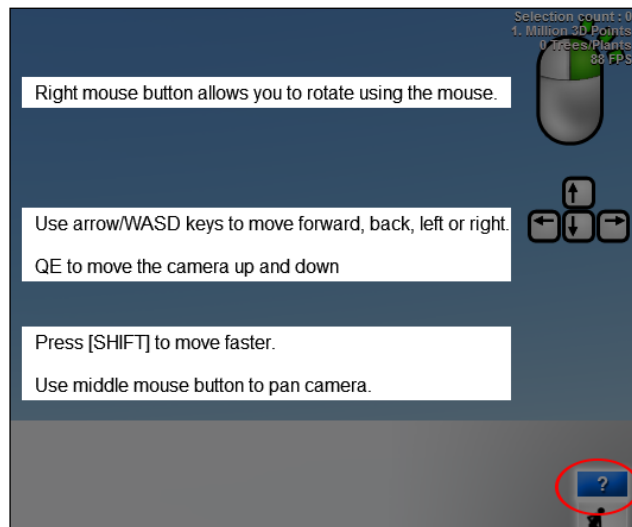 Selection count : 0
1. Million 3D Points
0 Trees/Plants
88 FPS
Right mouse button allows you to rotate using the mouse.
Use arrow/WASD keys to move forward, back, left or right.
QE to move the camera up and down
Press [SHIFT] to move faster.
Use middle mouse button to pan camera.
?